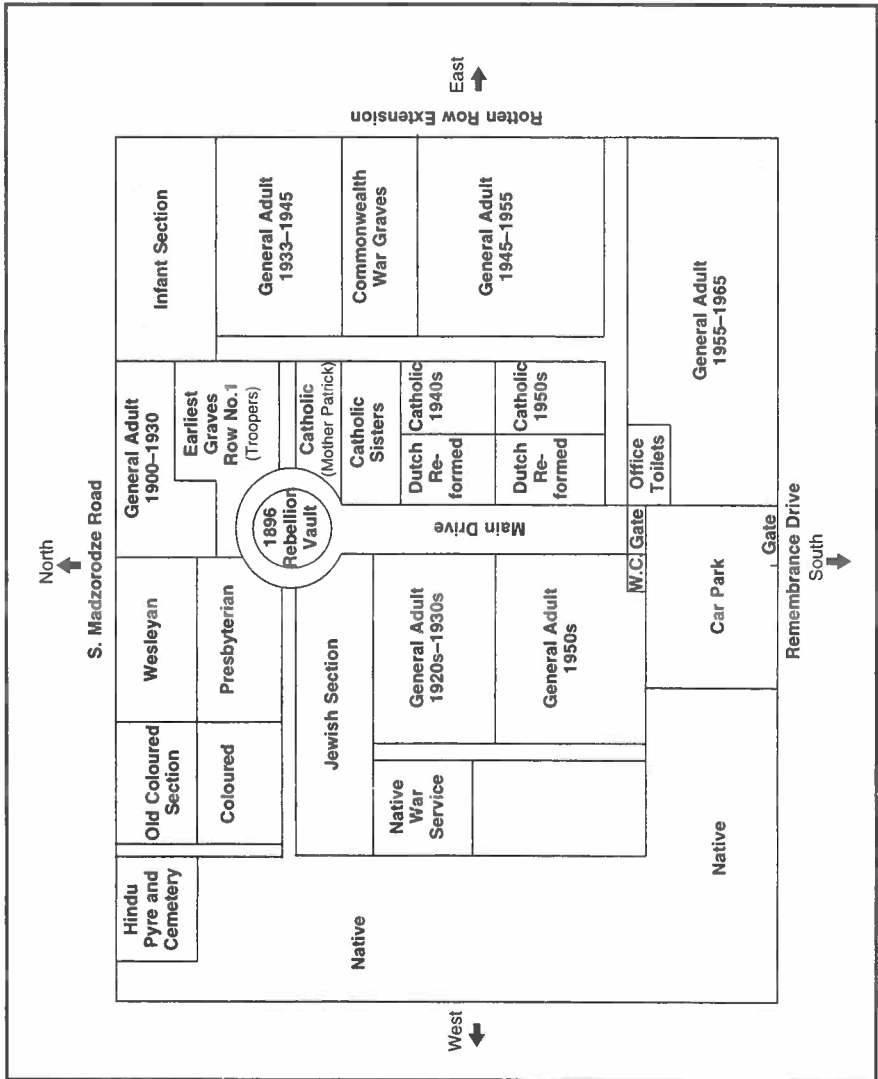 North
S. Madzorodze Road
Hindu
Pyre and
Cemetery
Old Coloured
Section
Wesleyan
General Adult
1900–1930
Infant Section
Coloured
Presbyterian
Earliest
Graves
Row No.1
(Troopers)
General Adult
1933–1945
1896
Rebellion
Vault
Jewish Section
Catholic
(Mother Patrick)
Catholic
Sisters
Commonwealth
War Graves
East
Rotten Row Extension
West
Native
Native
War
Service
General Adult
1920s–1930s
Main Drive
Dutch
Re-
formed
Catholic
1940s
General Adult
1945–1955
General Adult
1950s
Dutch
Re-
formed
Catholic
1950s
W.C.
Gate
Office
Toilets
Native
Car Park
Gate
General Adult
1955–1965
Remembrance Drive
South